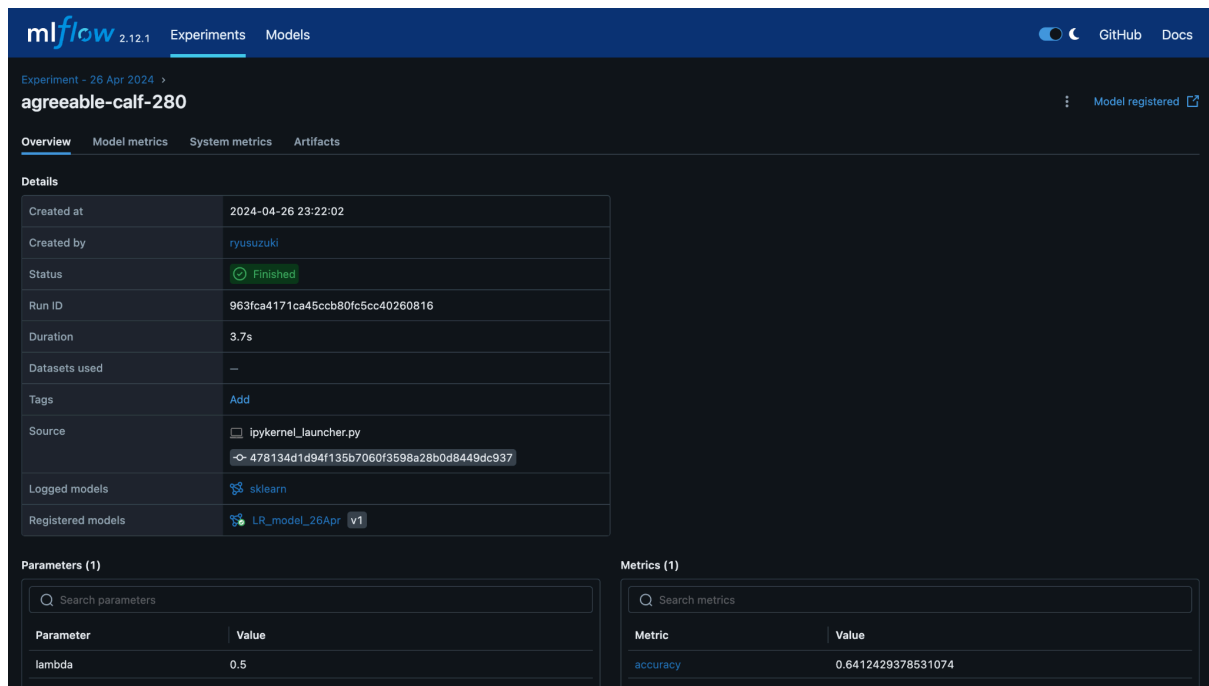 mlflow 2.12.1 Experiments Models GitHub Docs
Experiment - 26 Apr 2024 ›
agreeable-calf-280
Model registered
Overview Model metrics System metrics Artifacts
Details
Created at 2024-04-26 23:22:02
Created by ryusuzuki
Status Finished
Run ID 963fca4171ca45ccb80fc5cc40260816
Duration 3.7s
Datasets used —
Tags Add
Source ipykernel_launcher.py
478134d1d94f135b7060f3598a28b0d8449dc937
Logged models sklearn
Registered models LR_model_26Apr v1
Parameters (1)
Search parameters
Parameter Value
lambda 0.5
Metrics (1)
Search metrics
Metric Value
accuracy 0.6412429378531074